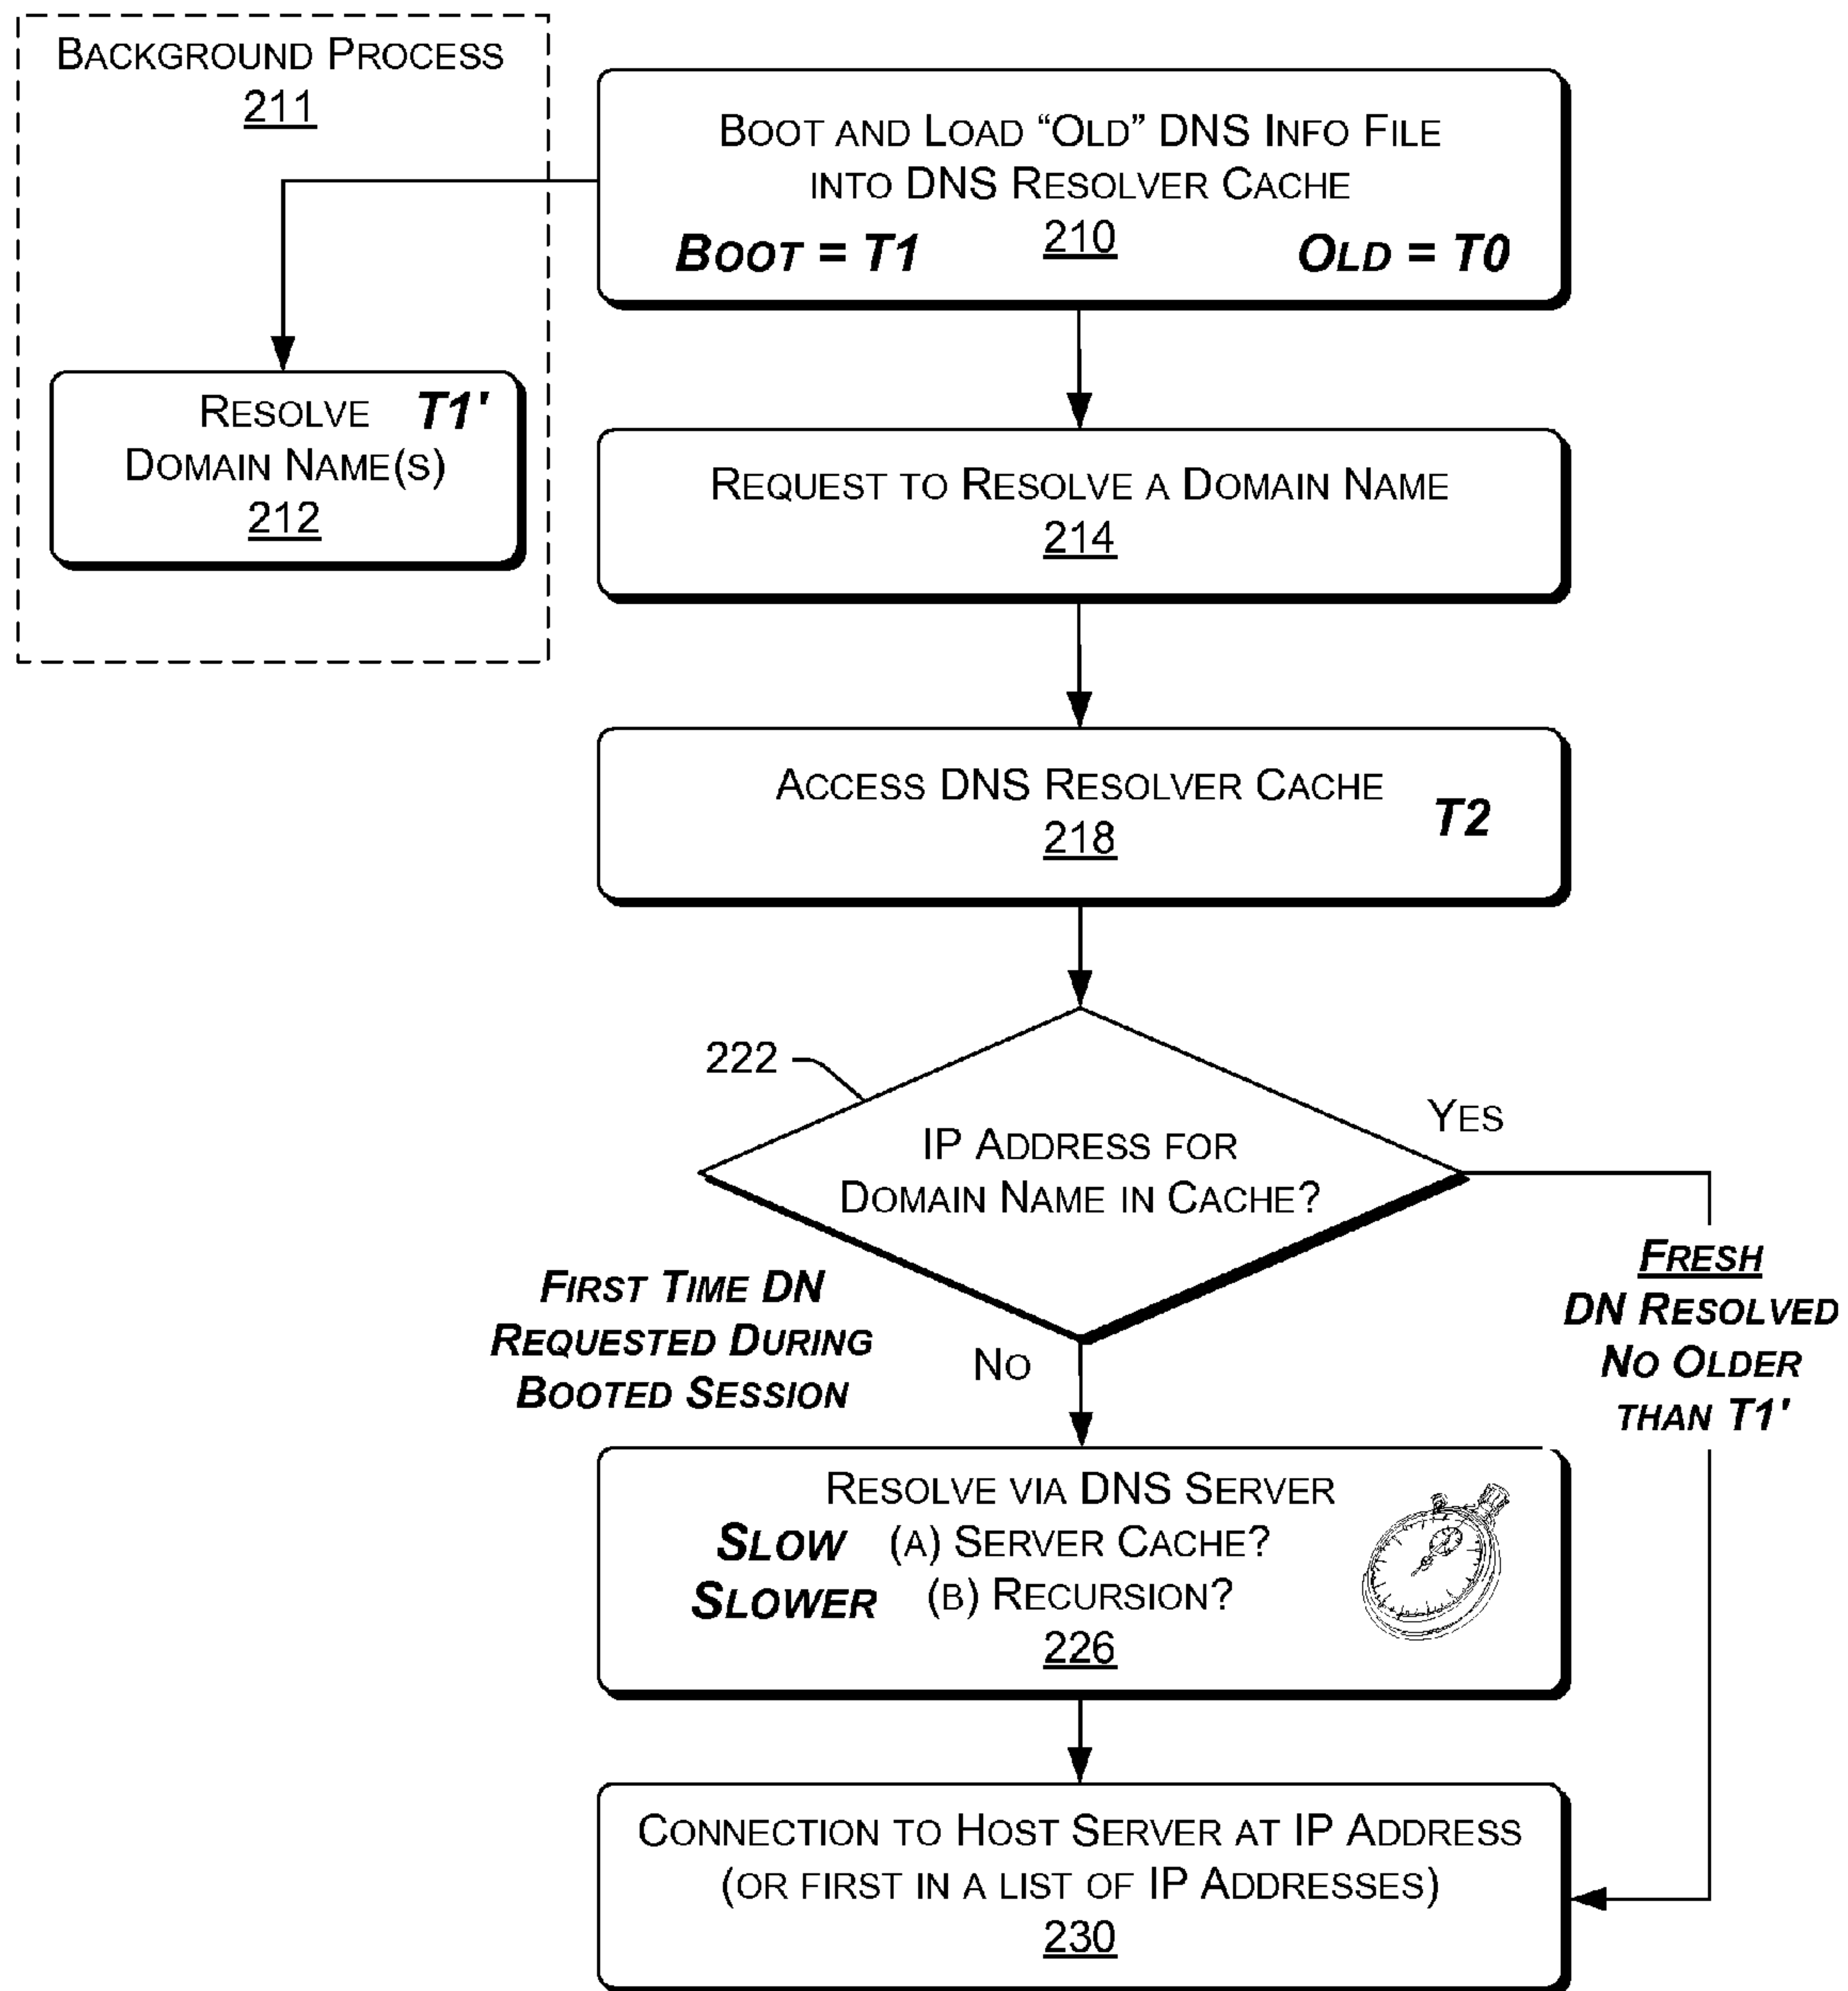 Background Process
211
Boot and Load “Old” DNS Info File
into DNS Resolver Cache
210
Boot = T1
Old = T0
Resolve T1'
Domain Name(s)
212
Request to Resolve a Domain Name
214
Access DNS Resolver Cache
218
T2
222
IP Address for
Domain Name in Cache?
Yes
Fresh
DN Resolved
No Older
than T1'
First Time DN
Requested During
Booted Session
No
Resolve via DNS Server
Slow (a) Server Cache?
Slower (b) Recursion?
226
Connection to Host Server at IP Address
(or first in a list of IP Addresses)
230